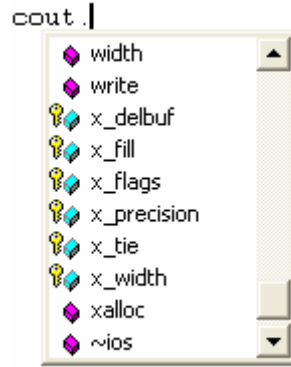 cout.
width
write
x_delbuf
x_fill
x_flags
x_precision
x_tie
x_width
xalloc
~ios